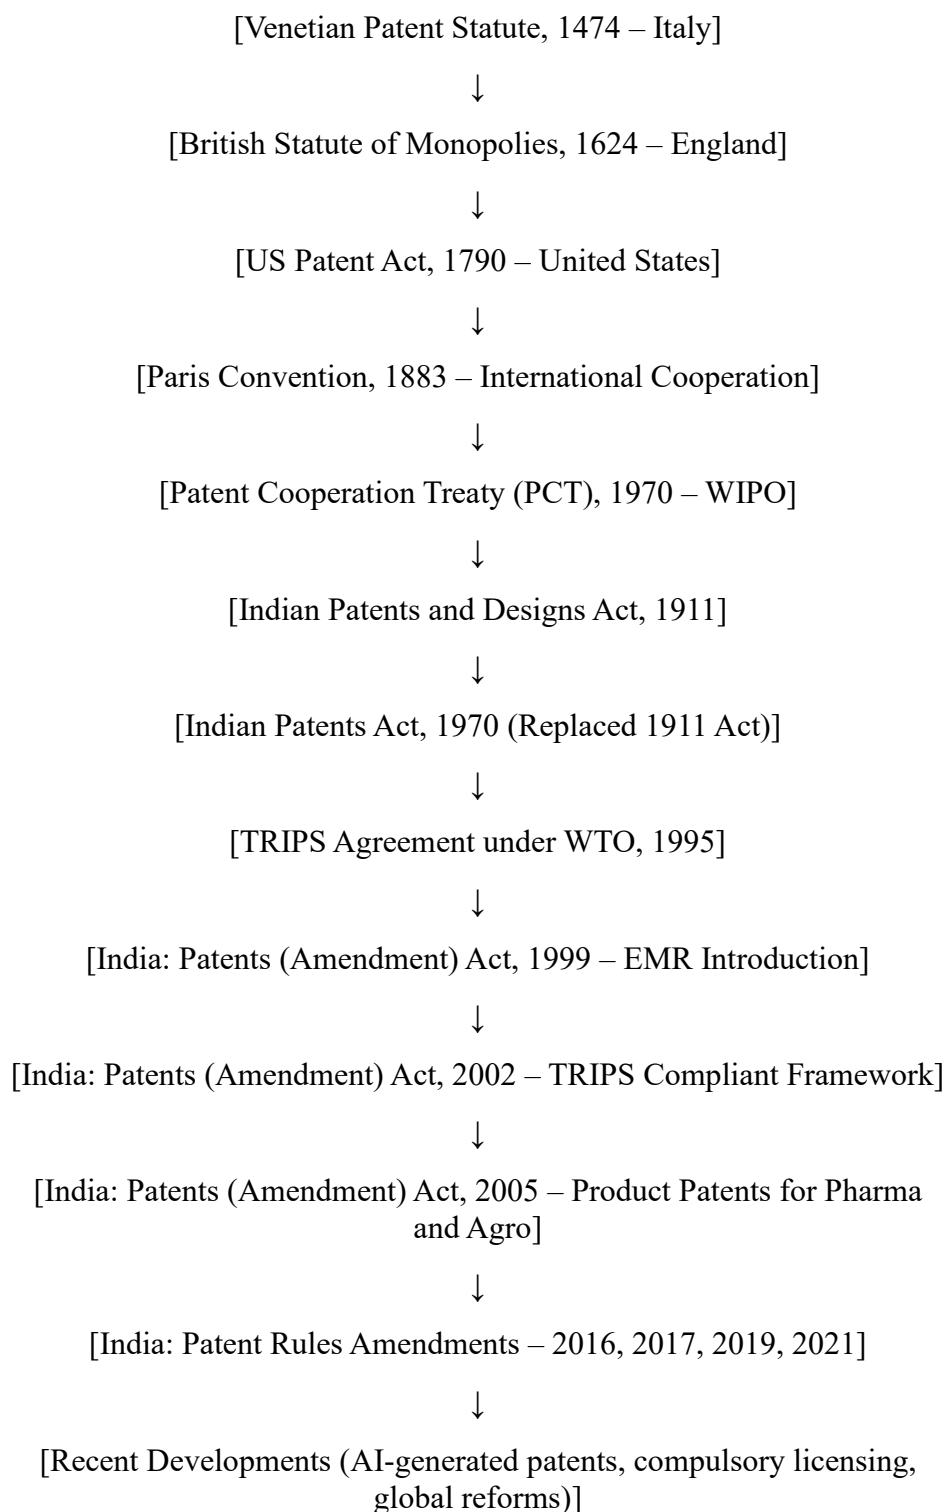 [Venetian Patent Statute, 1474 – Italy]
↓
[British Statute of Monopolies, 1624 – England]
↓
[US Patent Act, 1790 – United States]
↓
[Paris Convention, 1883 – International Cooperation]
↓
[Patent Cooperation Treaty (PCT), 1970 – WIPO]
↓
[Indian Patents and Designs Act, 1911]
↓
[Indian Patents Act, 1970 (Replaced 1911 Act)]
↓
[TRIPS Agreement under WTO, 1995]
↓
[India: Patents (Amendment) Act, 1999 – EMR Introduction]
↓
[India: Patents (Amendment) Act, 2002 – TRIPS Compliant Framework]
↓
[India: Patents (Amendment) Act, 2005 – Product Patents for Pharma
and Agro]
↓
[India: Patent Rules Amendments – 2016, 2017, 2019, 2021]
↓
[Recent Developments (AI-generated patents, compulsory licensing,
global reforms)]